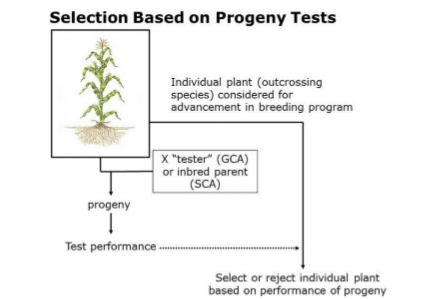 Selection Based on Progeny Tests
Individual plant (outcrossing
species) considered for
advancement in breeding program
X "tester" (GCA)
or inbred parent
(SCA)
progeny
Test performance
Select or reject individual plant
based on performance of progeny